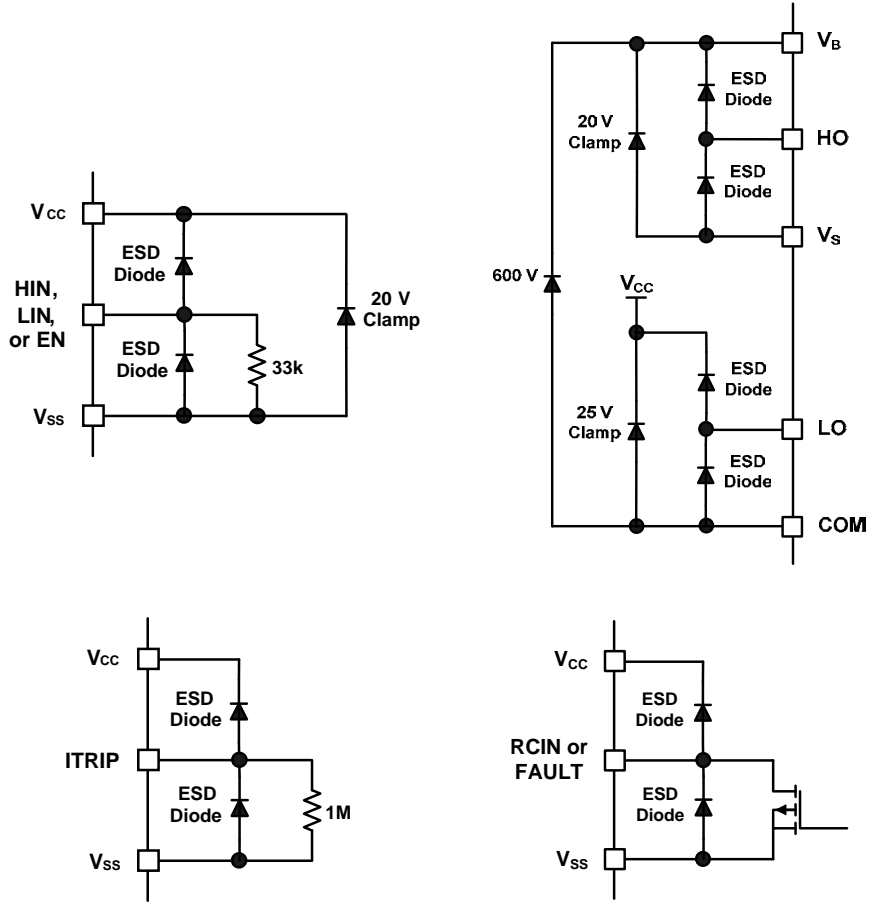 VCC
ESD
Diode
HIN,
LIN,
or EN
ESD
Diode
33k
20 V
Clamp
VSS
VB
ESD
Diode
20 V
Clamp
HO
ESD
Diode
VS
600 V
VCC
ESD
Diode
25 V
Clamp
LO
ESD
Diode
COM
VCC
ESD
Diode
ITRIP
ESD
Diode
1M
VSS
VCC
ESD
Diode
RCIN or
FAULT
ESD
Diode
VSS